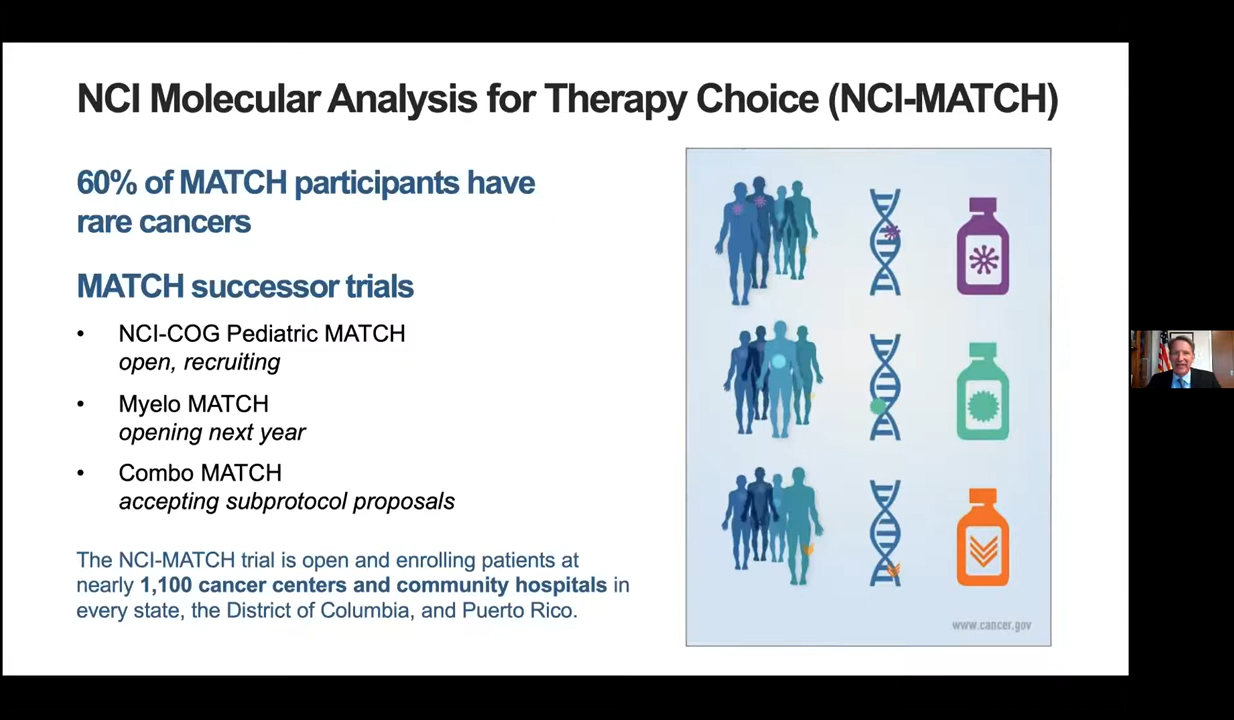 NCI Molecular Analysis for Therapy Choice (NCI-MATCH)
60% of MATCH participants have
rare cancers
MATCH successor trials
• NCI-COG Pediatric MATCH
open, recruiting
• Myelo MATCH
opening next year
• Combo MATCH
accepting subprotocol proposals
The NCI-MATCH trial is open and enrolling patients at
nearly 1,100 cancer centers and community hospitals in
every state, the District of Columbia, and Puerto Rico.
www.cancer.gov